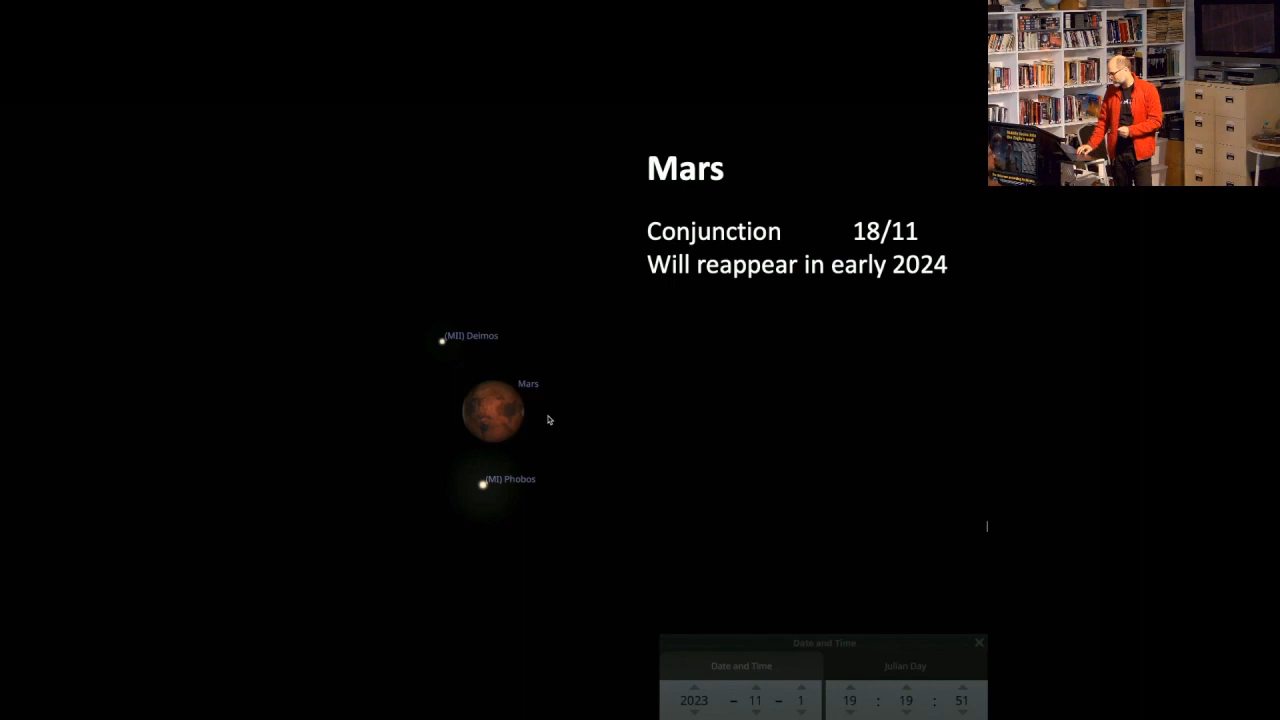 Mars
Conjunction 18/11
Will reappear in early 2024
(MII) Deimos
Mars
(MI) Phobos
Date and Time
Date and Time
Julian Day
2023 - 11 - 1
19 : 19 : 51